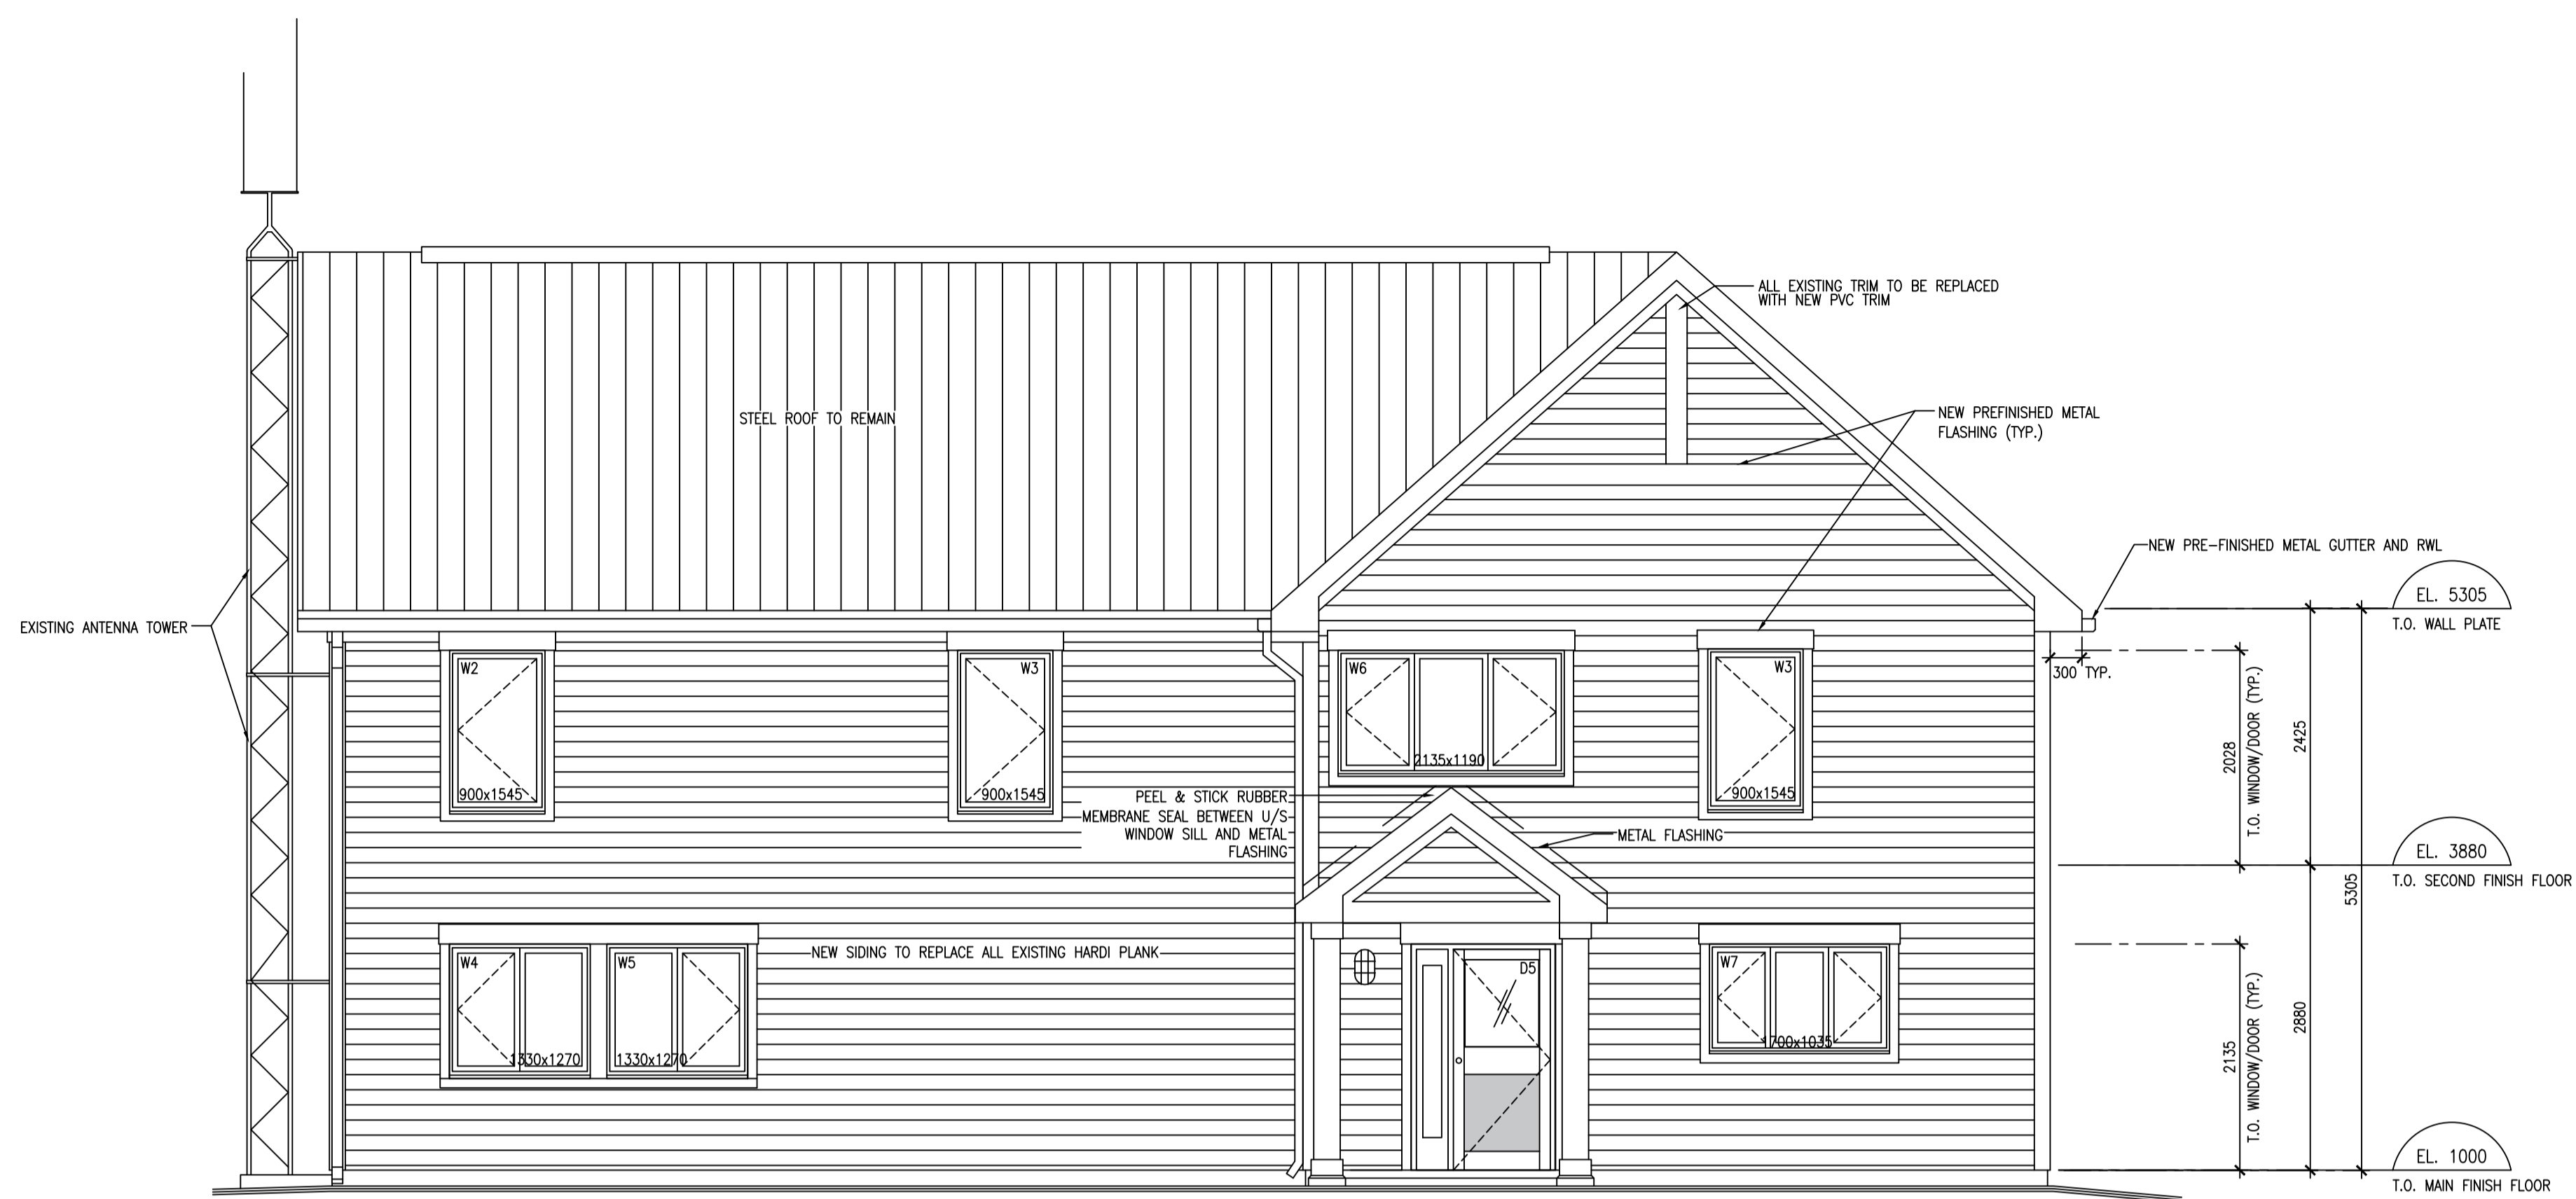 ALL EXISTING TRIM TO BE REPLACED
WITH NEW PVC TRIM
STEEL ROOF TO REMAIN
NEW PREFINISHED METAL
FLASHING (TYP.)
NEW PRE-FINISHED METAL GUTTER AND RWL
EL. 5305
T.O. WALL PLATE
EXISTING ANTENNA TOWER
300 TYP.
W2
900x1545
W3
900x1545
W6
2135x1190
W3
900x1545
PEEL & STICK RUBBER
MEMBRANE SEAL BETWEEN U/S
WINDOW SILL AND METAL
FLASHING
METAL FLASHING
2028
T.O. WINDOW/DOOR (TYP.)
2425
5305
EL. 3880
T.O. SECOND FINISH FLOOR
W4
1330x1270
W5
1330x1270
NEW SIDING TO REPLACE ALL EXISTING HARDI PLANK
D5
W7
1700x1035
2135
T.O. WINDOW/DOOR (TYP.)
2880
EL. 1000
T.O. MAIN FINISH FLOOR